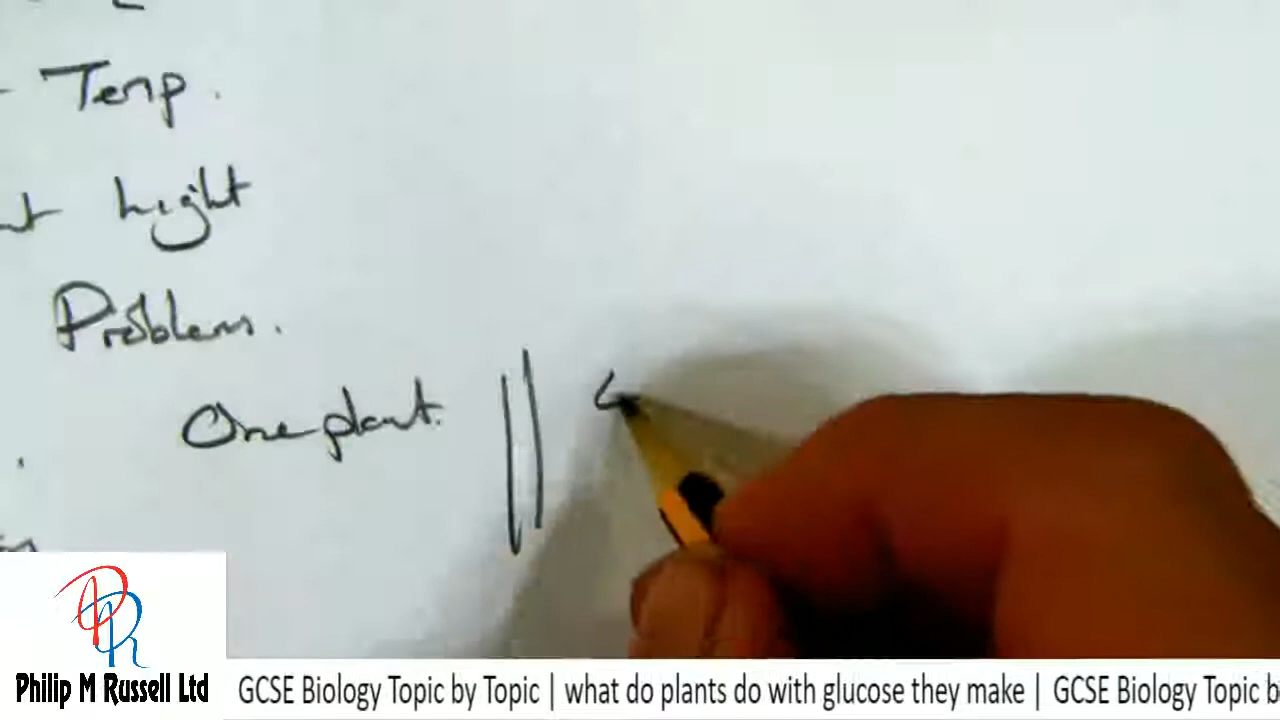 - Temp.
Light
Problem.
One plant.
Philip M Russell Ltd
GCSE Biology Topic by Topic | what do plants do with glucose they make | GCSE Biology Topic b